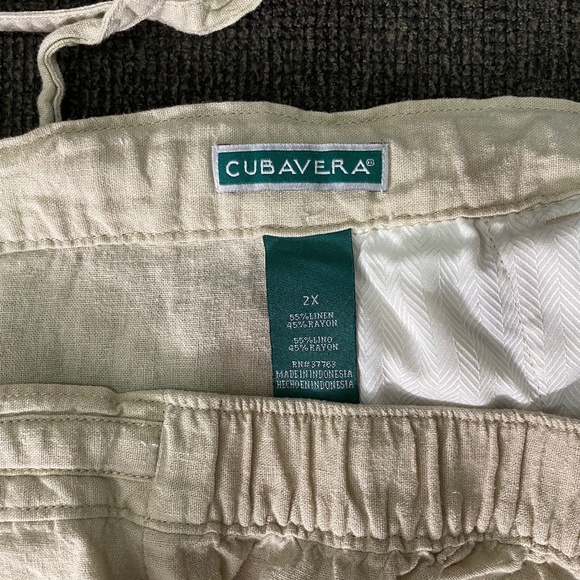 CUBAVERA®
2X
55%LINEN
45%RAYON
55%LINO
45%RAYON
RN#37763
MADE IN INDONESIA
HECHO EN INDONESIA